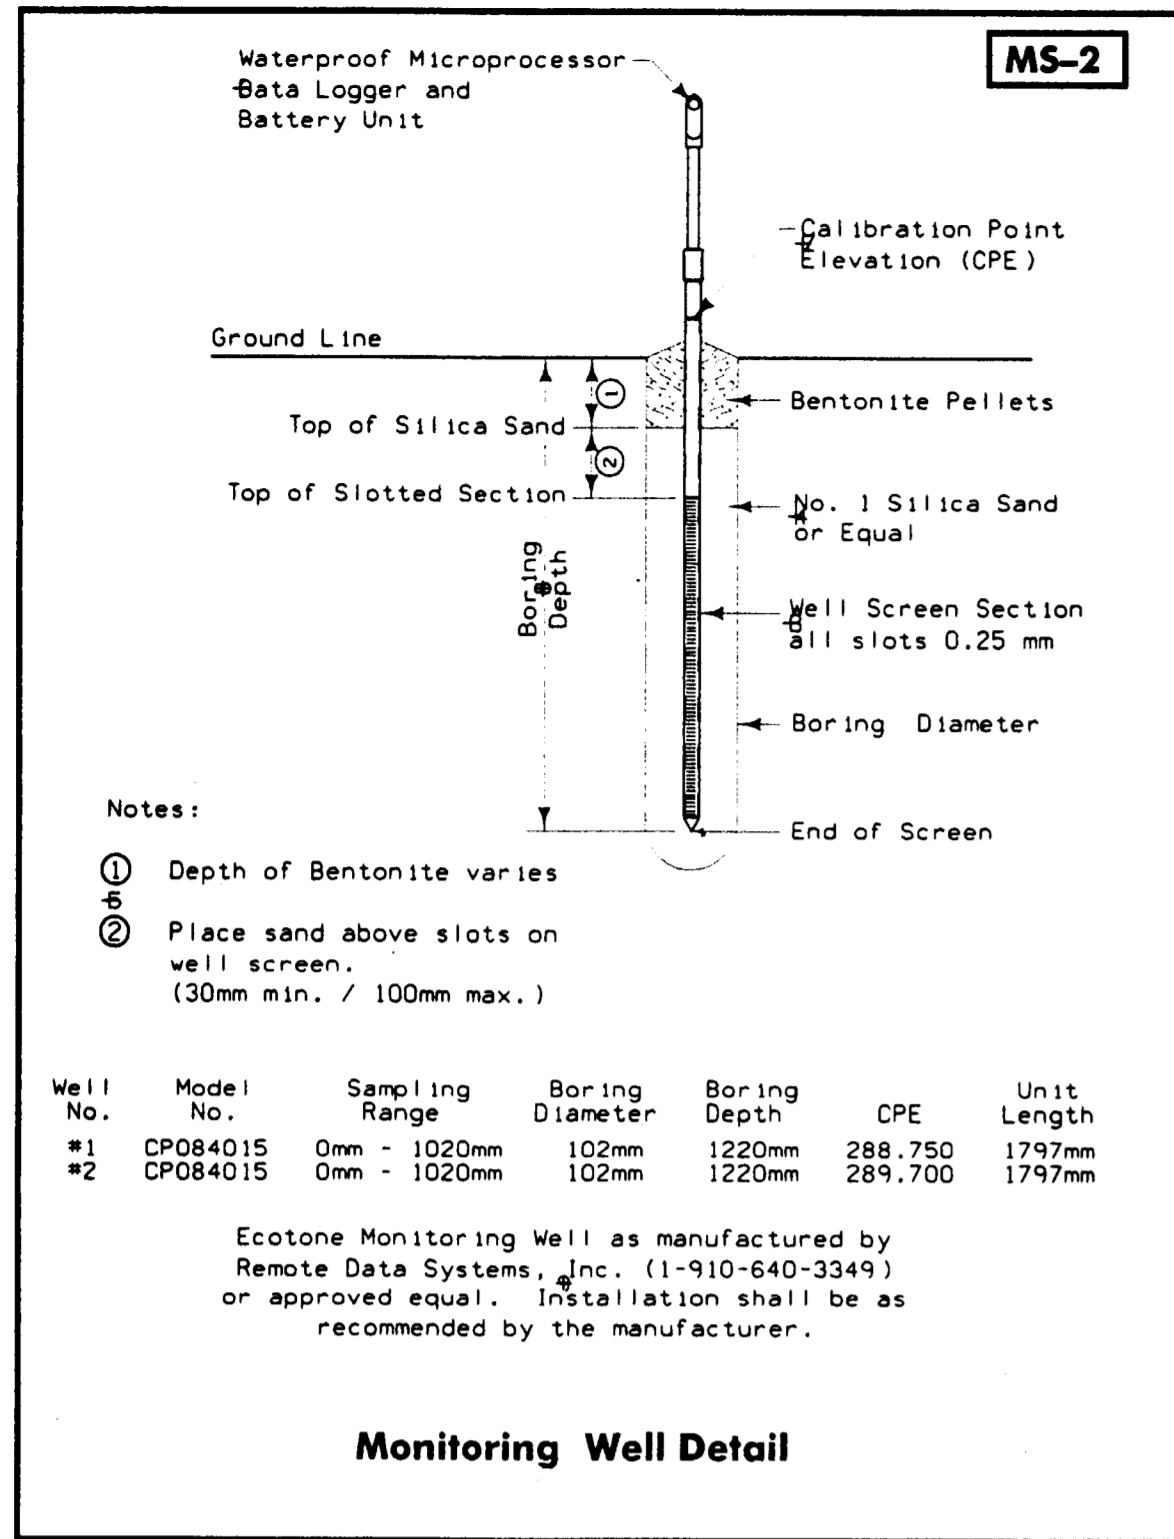 MS-2
Waterproof Microprocessor
Data Logger and
Battery Unit
Calibration Point
Elevation (CPE)
Ground Line
1
Bentonite Pellets
Top of Silica Sand
2
Top of Slotted Section
No. 1 Silica Sand
or Equal
Boring
Depth
Well Screen Section
all slots 0.25 mm
Boring Diameter
End of Screen
Notes:
1 Depth of Bentonite varies
2 Place sand above slots on
well screen.
(30mm min. / 100mm max.)
Well No. Model No. Sampling Range Boring Diameter Boring Depth CPE Unit Length
#1 CP084015 0mm - 1020mm 102mm 1220mm 288.750 1797mm
#2 CP084015 0mm - 1020mm 102mm 1220mm 289.700 1797mm
Ecotone Monitoring Well as manufactured by
Remote Data Systems, Inc. (1-910-640-3349)
or approved equal. Installation shall be as
recommended by the manufacturer.
Monitoring Well Detail